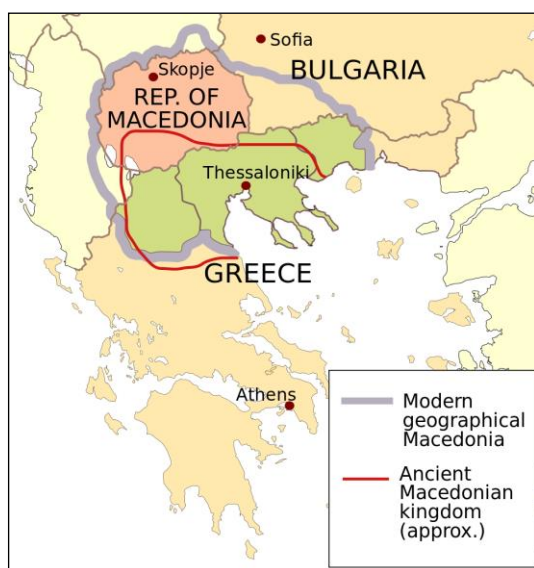 Sofia
BULGARIA
Skopje
REP. OF
MACEDONIA
Thessaloniki
GREECE
Athens
Modern
geographical
Macedonia
Ancient
Macedonian
kingdom
(approx.)